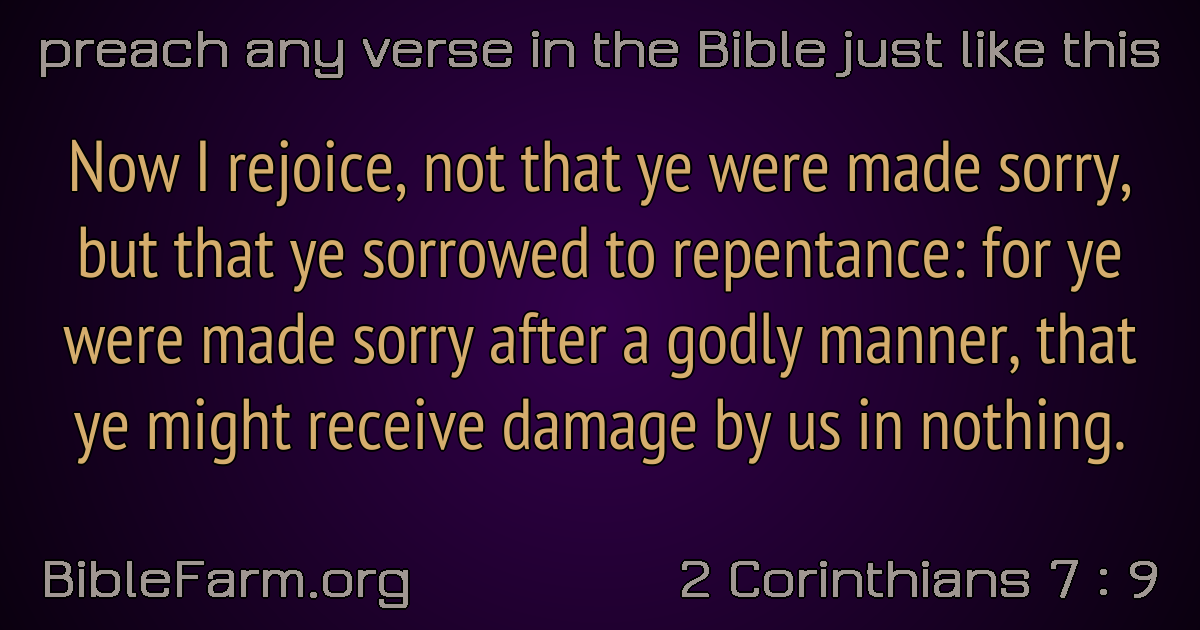 preach any verse in the Bible just like this
Now I rejoice, not that ye were made sorry,
but that ye sorrowed to repentance: for ye
were made sorry after a godly manner, that
ye might receive damage by us in nothing.
BibleFarm.org
2 Corinthians 7 : 9